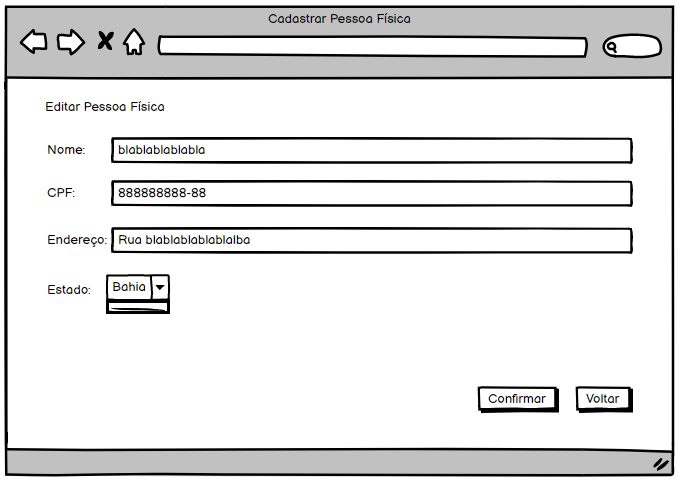 Cadastrar Pessoa Física
Editar Pessoa Física
Nome: blablablablabla
CPF: 888888888-88
Endereço: Rua blablablablablalba
Estado: Bahia
Confirmar Voltar